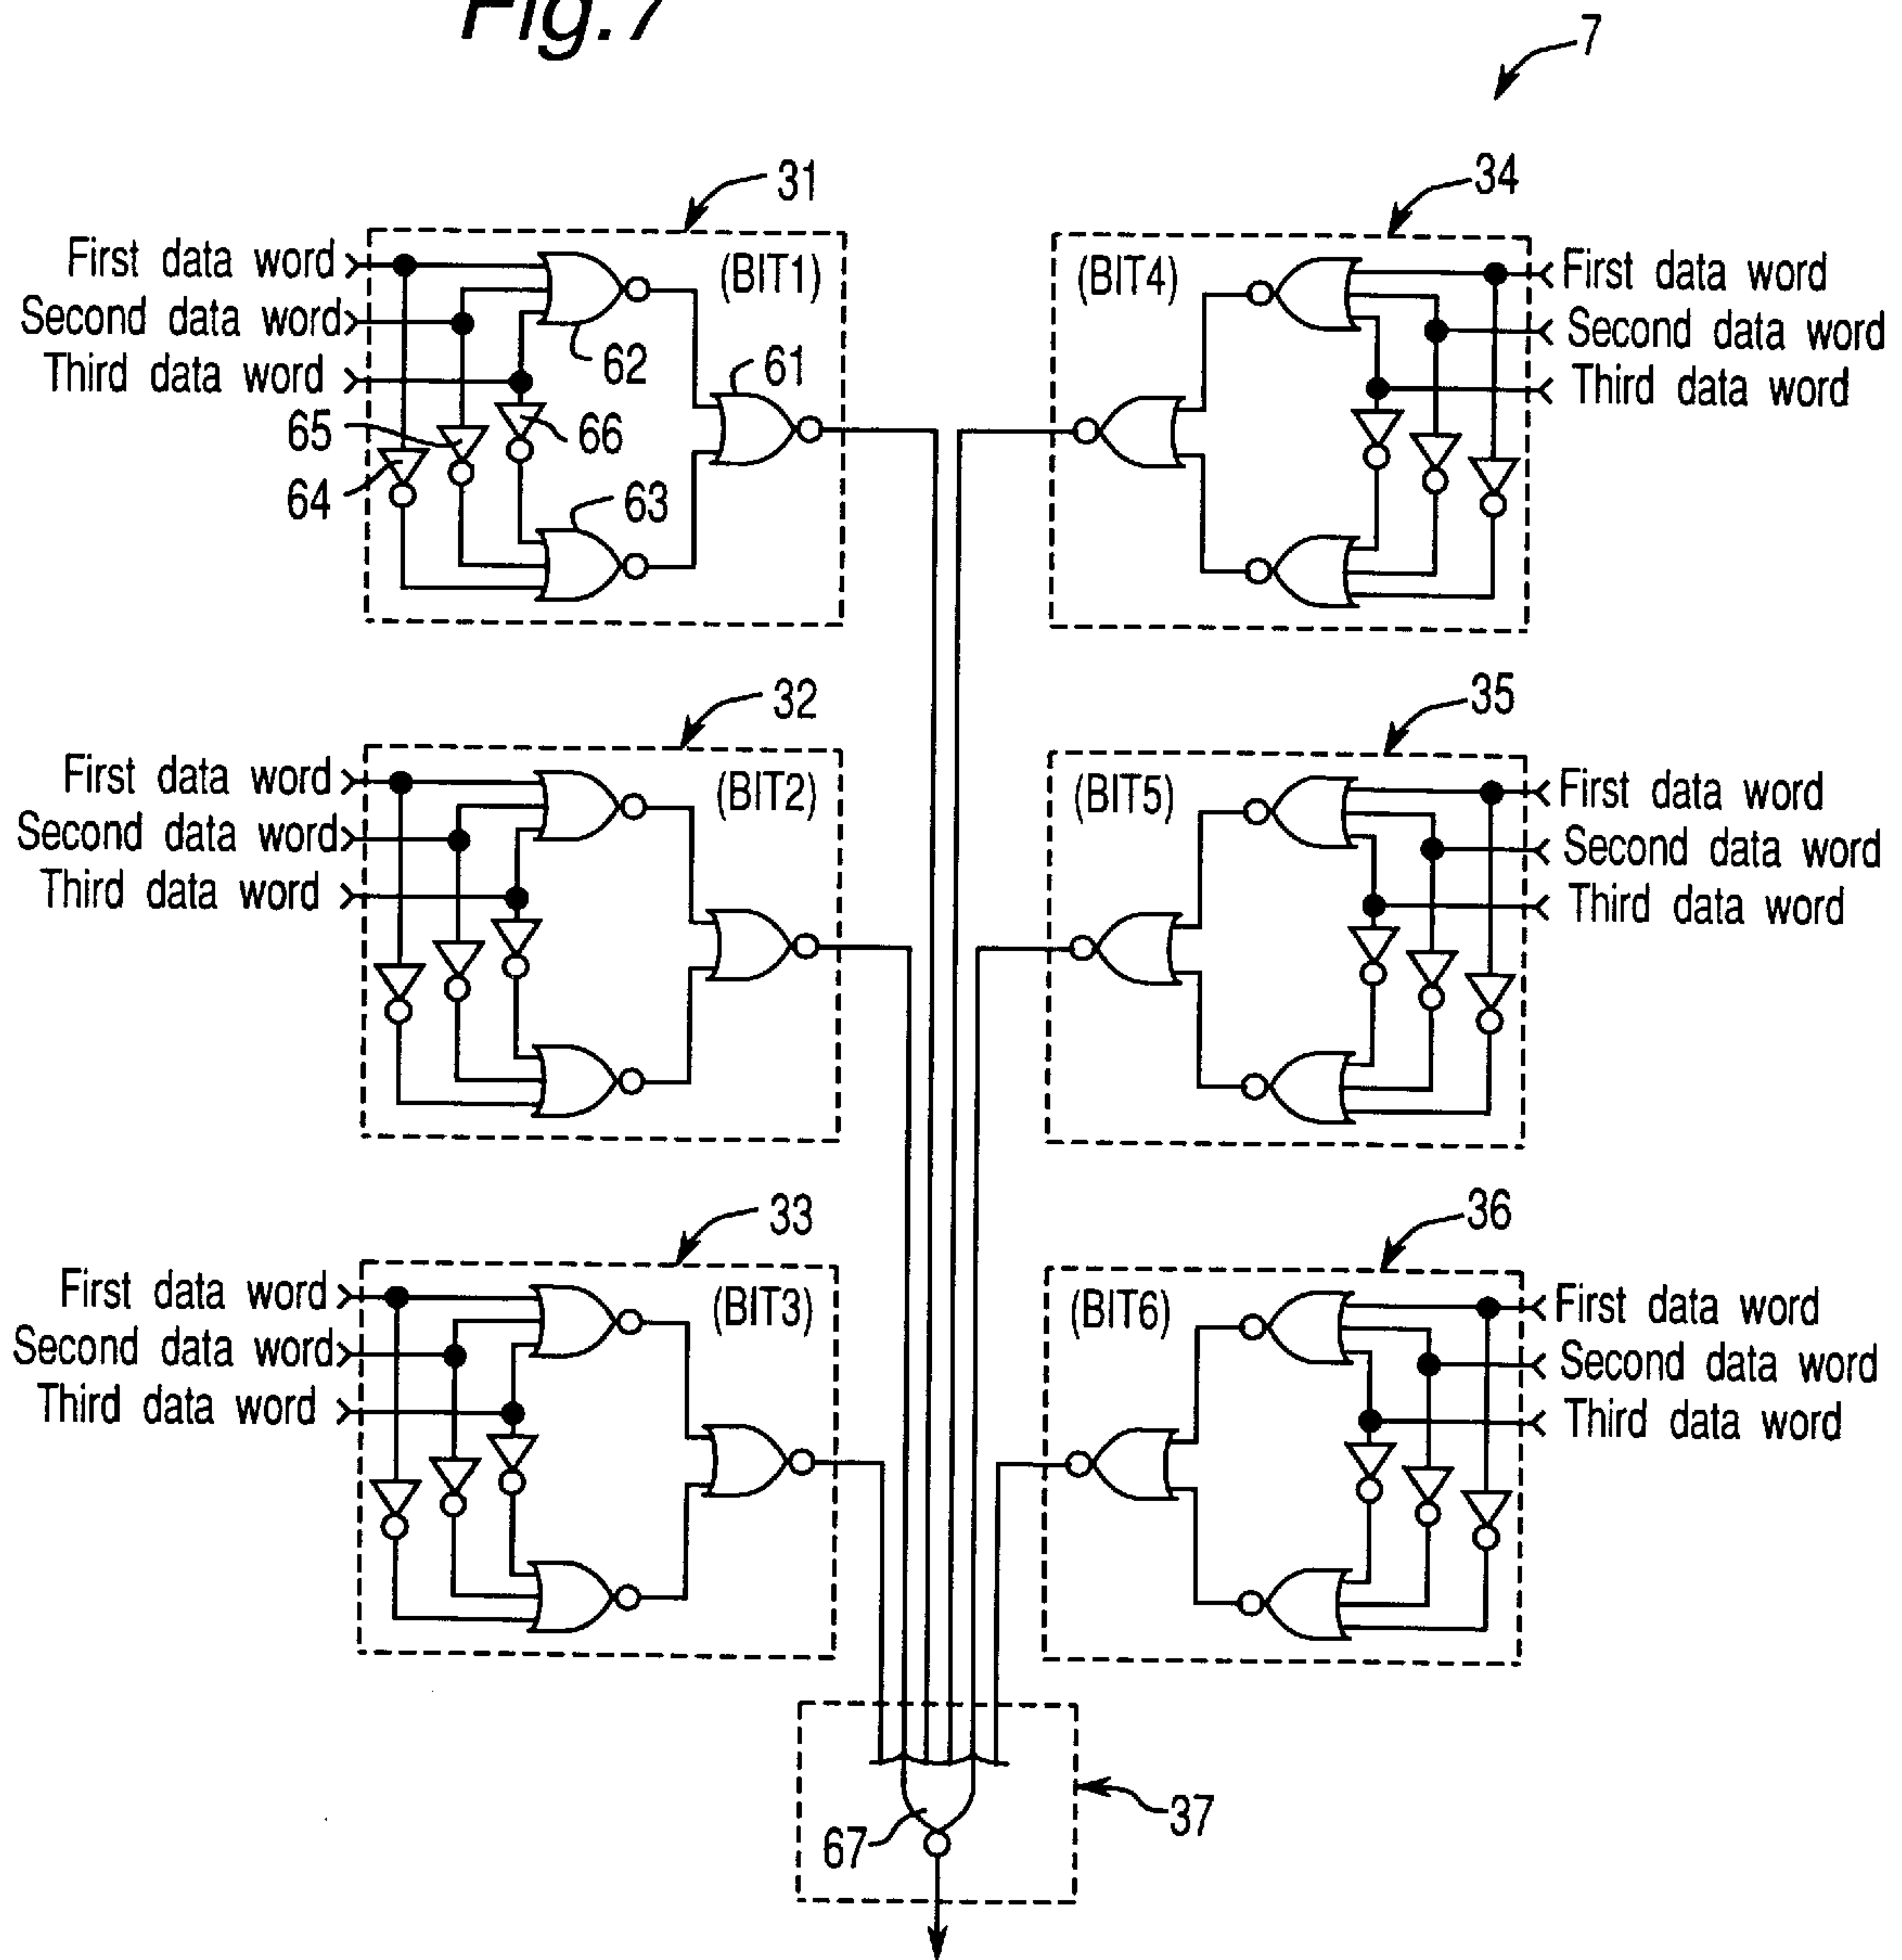 Fig.7
7
31
First data word
(BIT1)
Second data word
62
61
Third data word
65
66
64
63
34
(BIT4)
First data word
Second data word
Third data word
32
First data word
(BIT2)
Second data word
Third data word
35
(BIT5)
First data word
Second data word
Third data word
33
First data word
(BIT3)
Second data word
Third data word
36
(BIT6)
First data word
Second data word
Third data word
67
37